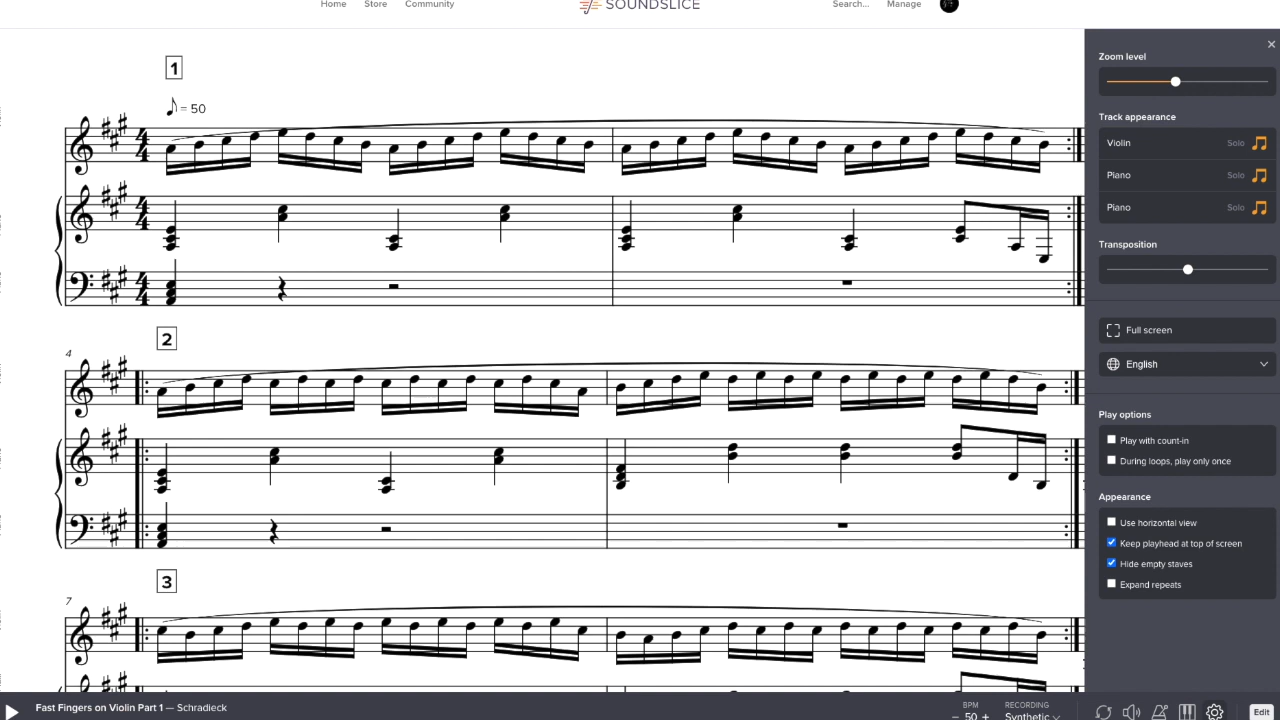 Home Store Community SOUNDSLICE Search... Manage
1
= 50
2
4
3
7
Zoom level
Track appearance
Violin Solo
Piano Solo
Piano Solo
Transposition
Full screen
English
Play options
Play with count-in
During loops, play only once
Appearance
Use horizontal view
Keep playhead at top of screen
Hide empty staves
Expand repeats
Fast Fingers on Violin Part 1 — Schradieck
BPM
− 50 +
RECORDING
Synthetic
Edit